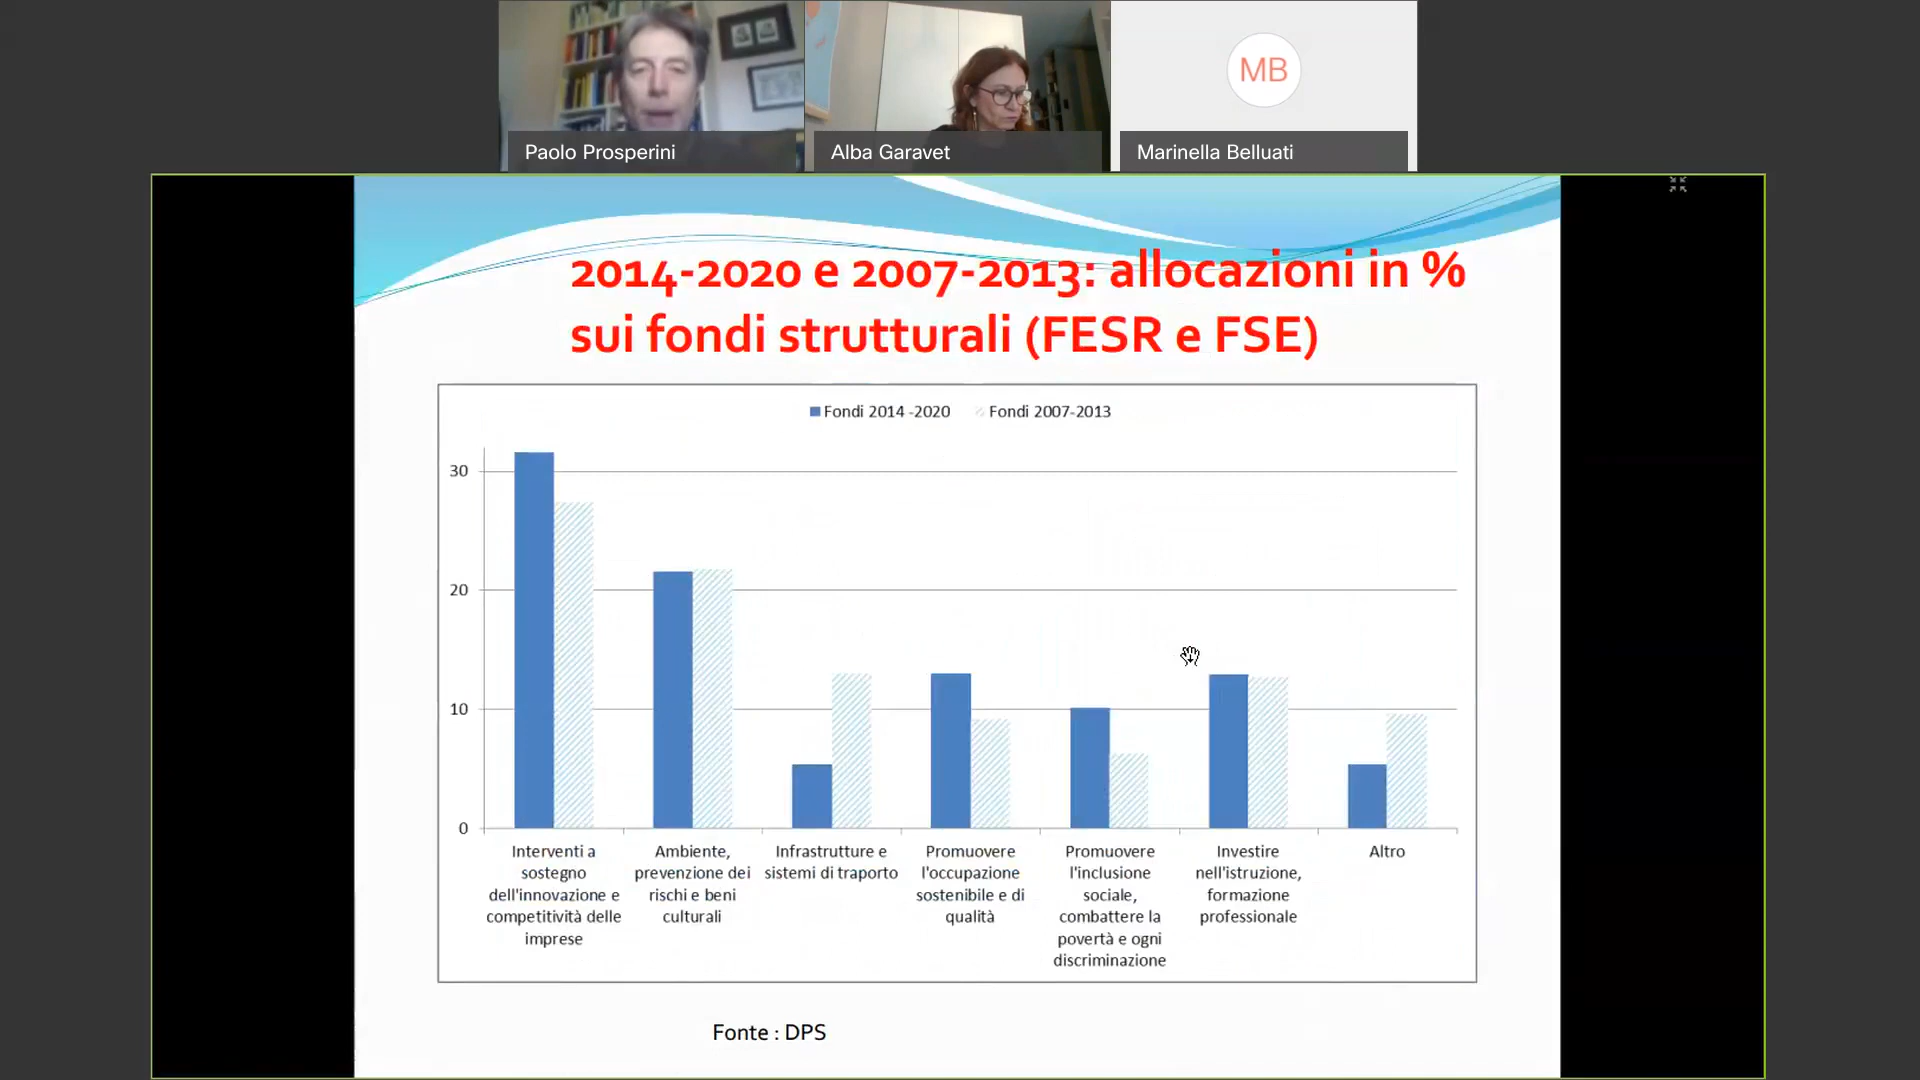 MB
Paolo Prosperini
Alba Garavet
Marinella Belluati
2014-2020 e 2007-2013: allocazioni in %
sui fondi strutturali (FESR e FSE)
Fondi 2014 -2020
Fondi 2007-2013
30
20
10
0
Interventi a
sostegno
dell'innovazione e
competitività delle
imprese
Ambiente,
prevenzione dei
rischi e beni
culturali
Infrastrutture e
sistemi di traporto
Promuovere
l'occupazione
sostenibile e di
qualità
Promuovere
l'inclusione
sociale,
combattere la
povertà e ogni
discriminazione
Investire
nell'istruzione,
formazione
professionale
Altro
Fonte : DPS